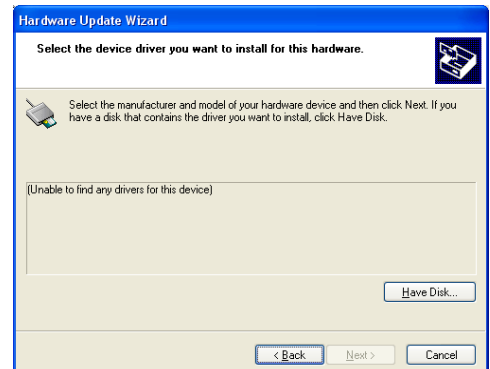 Hardware Update Wizard
Select the device driver you want to install for this hardware.
Select the manufacturer and model of your hardware device and then click Next. If you
have a disk that contains the driver you want to install, click Have Disk.
(Unable to find any drivers for this device)
Have Disk...
< Back Next > Cancel